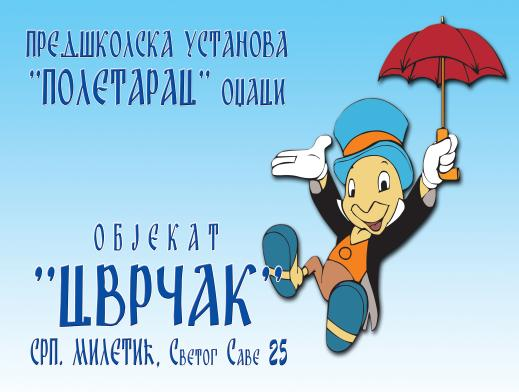 ПРЕДШКОЛСКА УСТАНОВА
"ПОЛЕТАРАЦ" ОЏАЦИ
ОБЈЕКАТ
"ЦВРЧАК"
СРП. МИЛЕТИЋ, Светог Саве 25